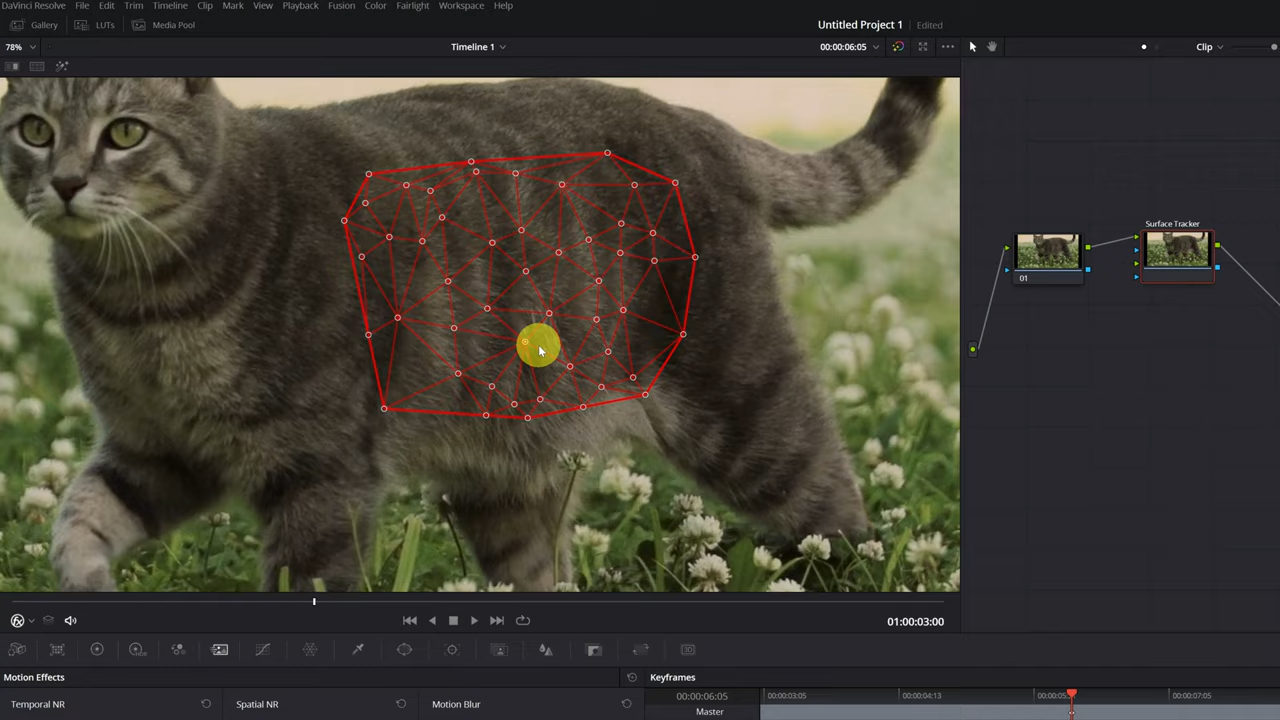 DaVinci Resolve File Edit Trim Timeline Clip Mark View Playback Fusion Color Fairlight Workspace Help
Gallery LUTs Media Pool Untitled Project 1 Edited
78% Timeline 1 00:00:06:05 Clip
Surface Tracker
01
01:00:03:00
Motion Effects Keyframes
00:00:06:05 00:00:03:05 00:00:04:13 00:00:05: 00:00:07:05
Temporal NR Spatial NR Motion Blur Master